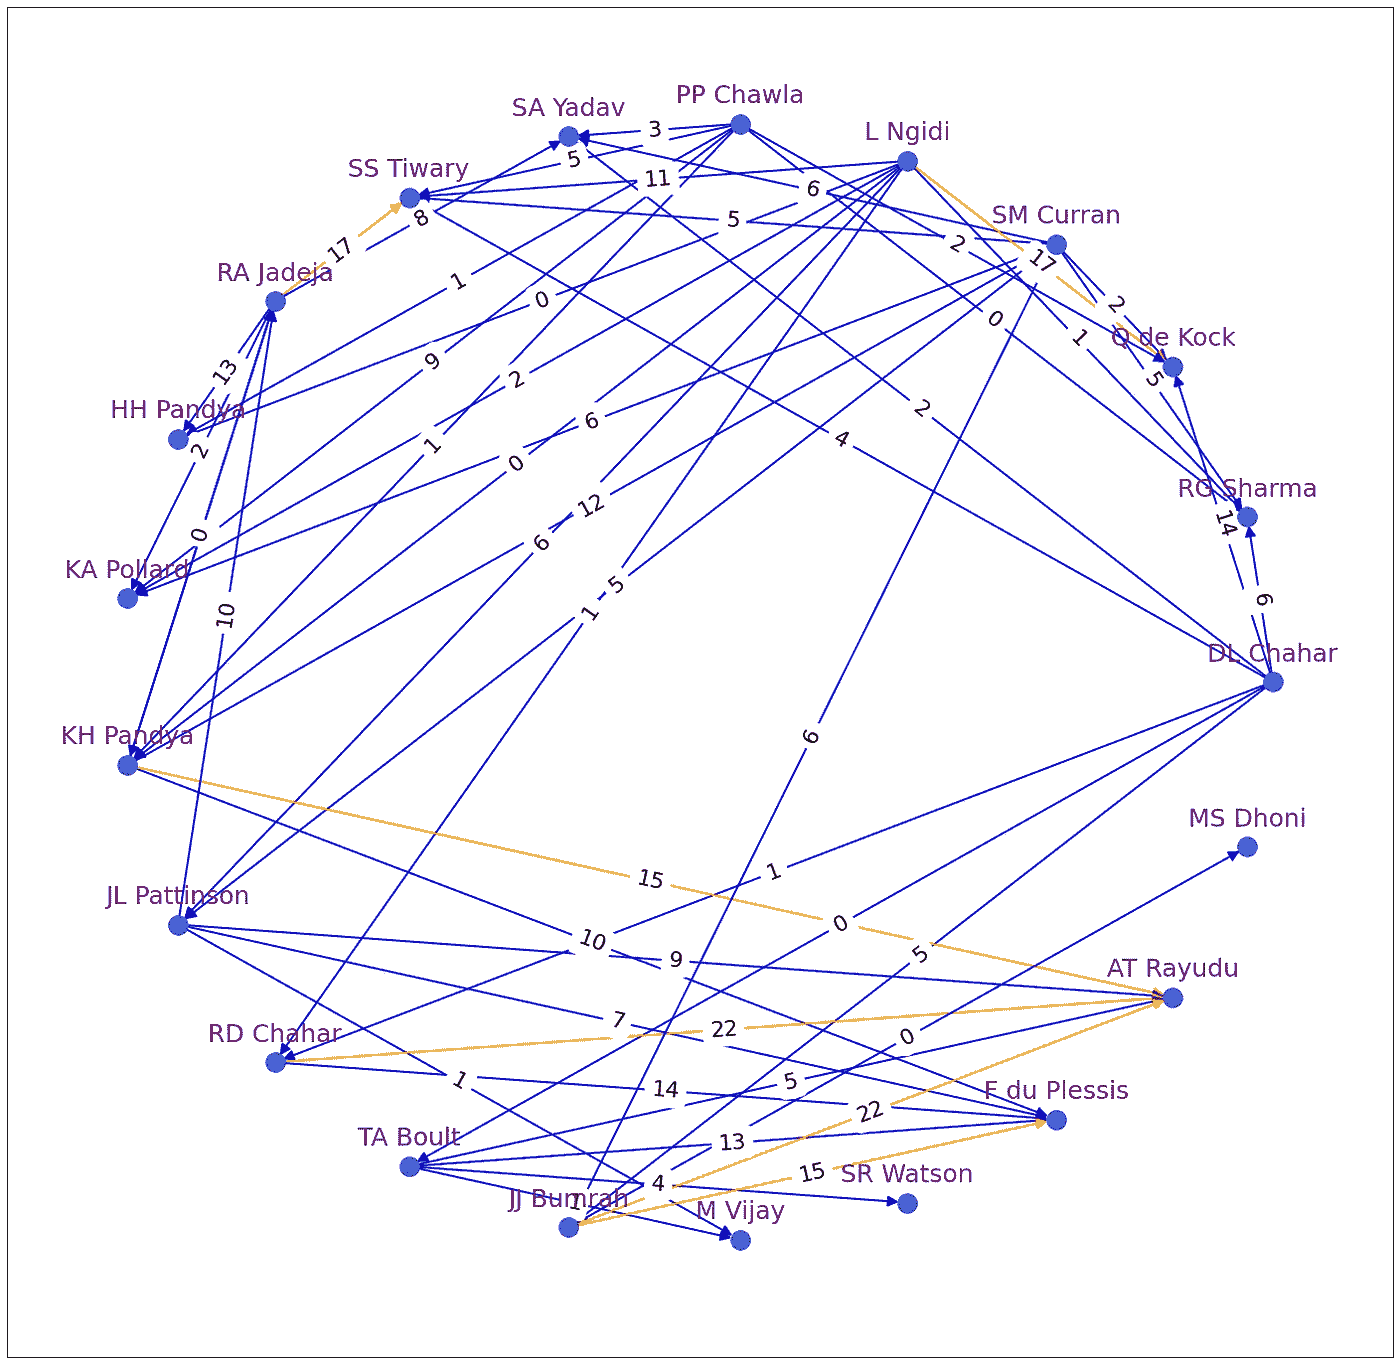 PP Chawla
SA Yadav
L Ngidi
3
5
SS Tiwary
11
6
SM Curran
8
5
2
17
17
RA Jadeja
1
0
2
0
1
Q de Kock
13
9
2
5
HH Pandya
6
2
4
2
1
0
RG Sharma
12
14
0
6
KA Pollard
5
6
10
1
DL Chahar
KH Pandya
6
MS Dhoni
1
15
JL Pattinson
0
10
5
9
AT Rayudu
7
22
RD Chahar
0
1
5
14
F du Plessis
22
TA Boult
13
15
SR Watson
4
JJ Bumrah
1
M Vijay